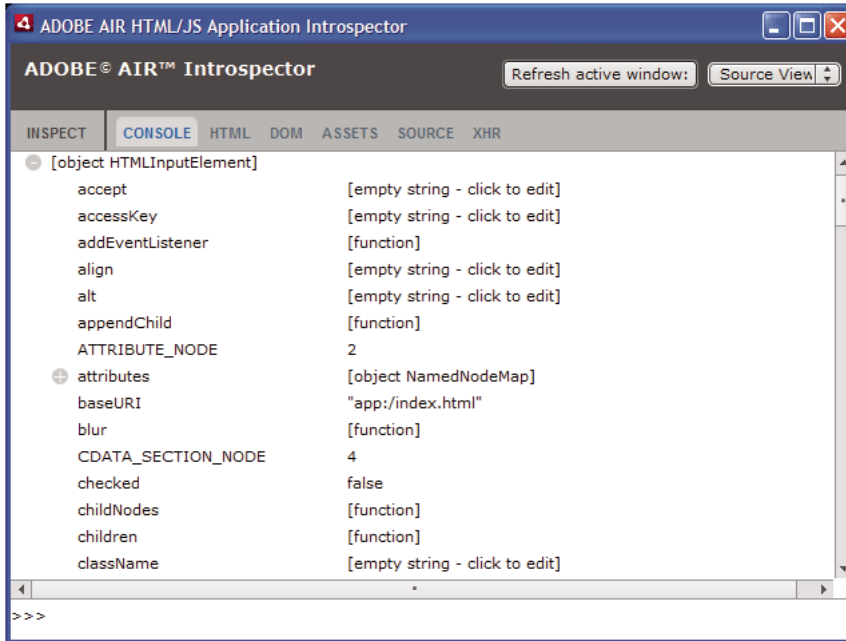 ADOBE AIR HTML/JS Application Introspector
ADOBE© AIR™ Introspector
Refresh active window: Source View
INSPECT CONSOLE HTML DOM ASSETS SOURCE XHR
[object HTMLInputElement]
accept [empty string - click to edit]
accessKey [empty string - click to edit]
addEventListener [function]
align [empty string - click to edit]
alt [empty string - click to edit]
appendChild [function]
ATTRIBUTE_NODE 2
attributes [object NamedNodeMap]
baseURI "app:/index.html"
blur [function]
CDATA_SECTION_NODE 4
checked false
childNodes [function]
children [function]
className [empty string - click to edit]
>>>